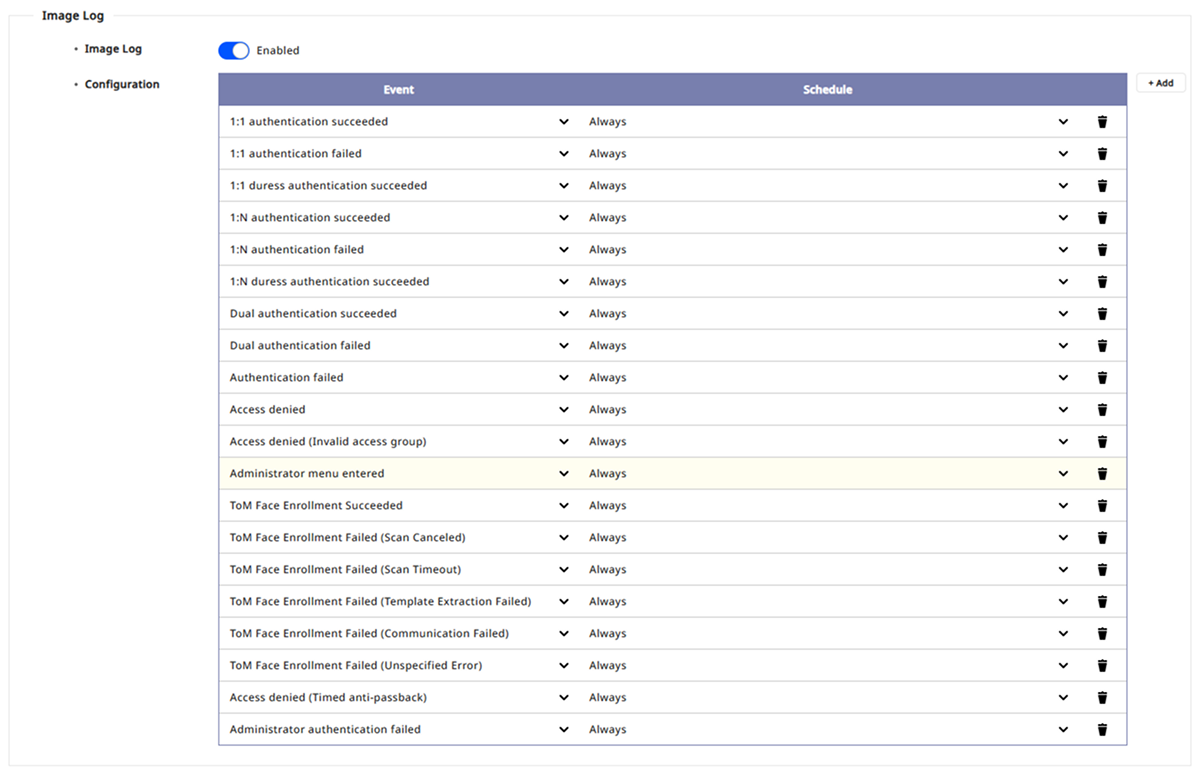 Image Log
• Image Log Enabled
• Configuration
Event Schedule
+ Add
1:1 authentication succeeded Always
1:1 authentication failed Always
1:1 duress authentication succeeded Always
1:N authentication succeeded Always
1:N authentication failed Always
1:N duress authentication succeeded Always
Dual authentication succeeded Always
Dual authentication failed Always
Authentication failed Always
Access denied Always
Access denied (Invalid access group) Always
Administrator menu entered Always
ToM Face Enrollment Succeeded Always
ToM Face Enrollment Failed (Scan Canceled) Always
ToM Face Enrollment Failed (Scan Timeout) Always
ToM Face Enrollment Failed (Template Extraction Failed) Always
ToM Face Enrollment Failed (Communication Failed) Always
ToM Face Enrollment Failed (Unspecified Error) Always
Access denied (Timed anti-passback) Always
Administrator authentication failed Always